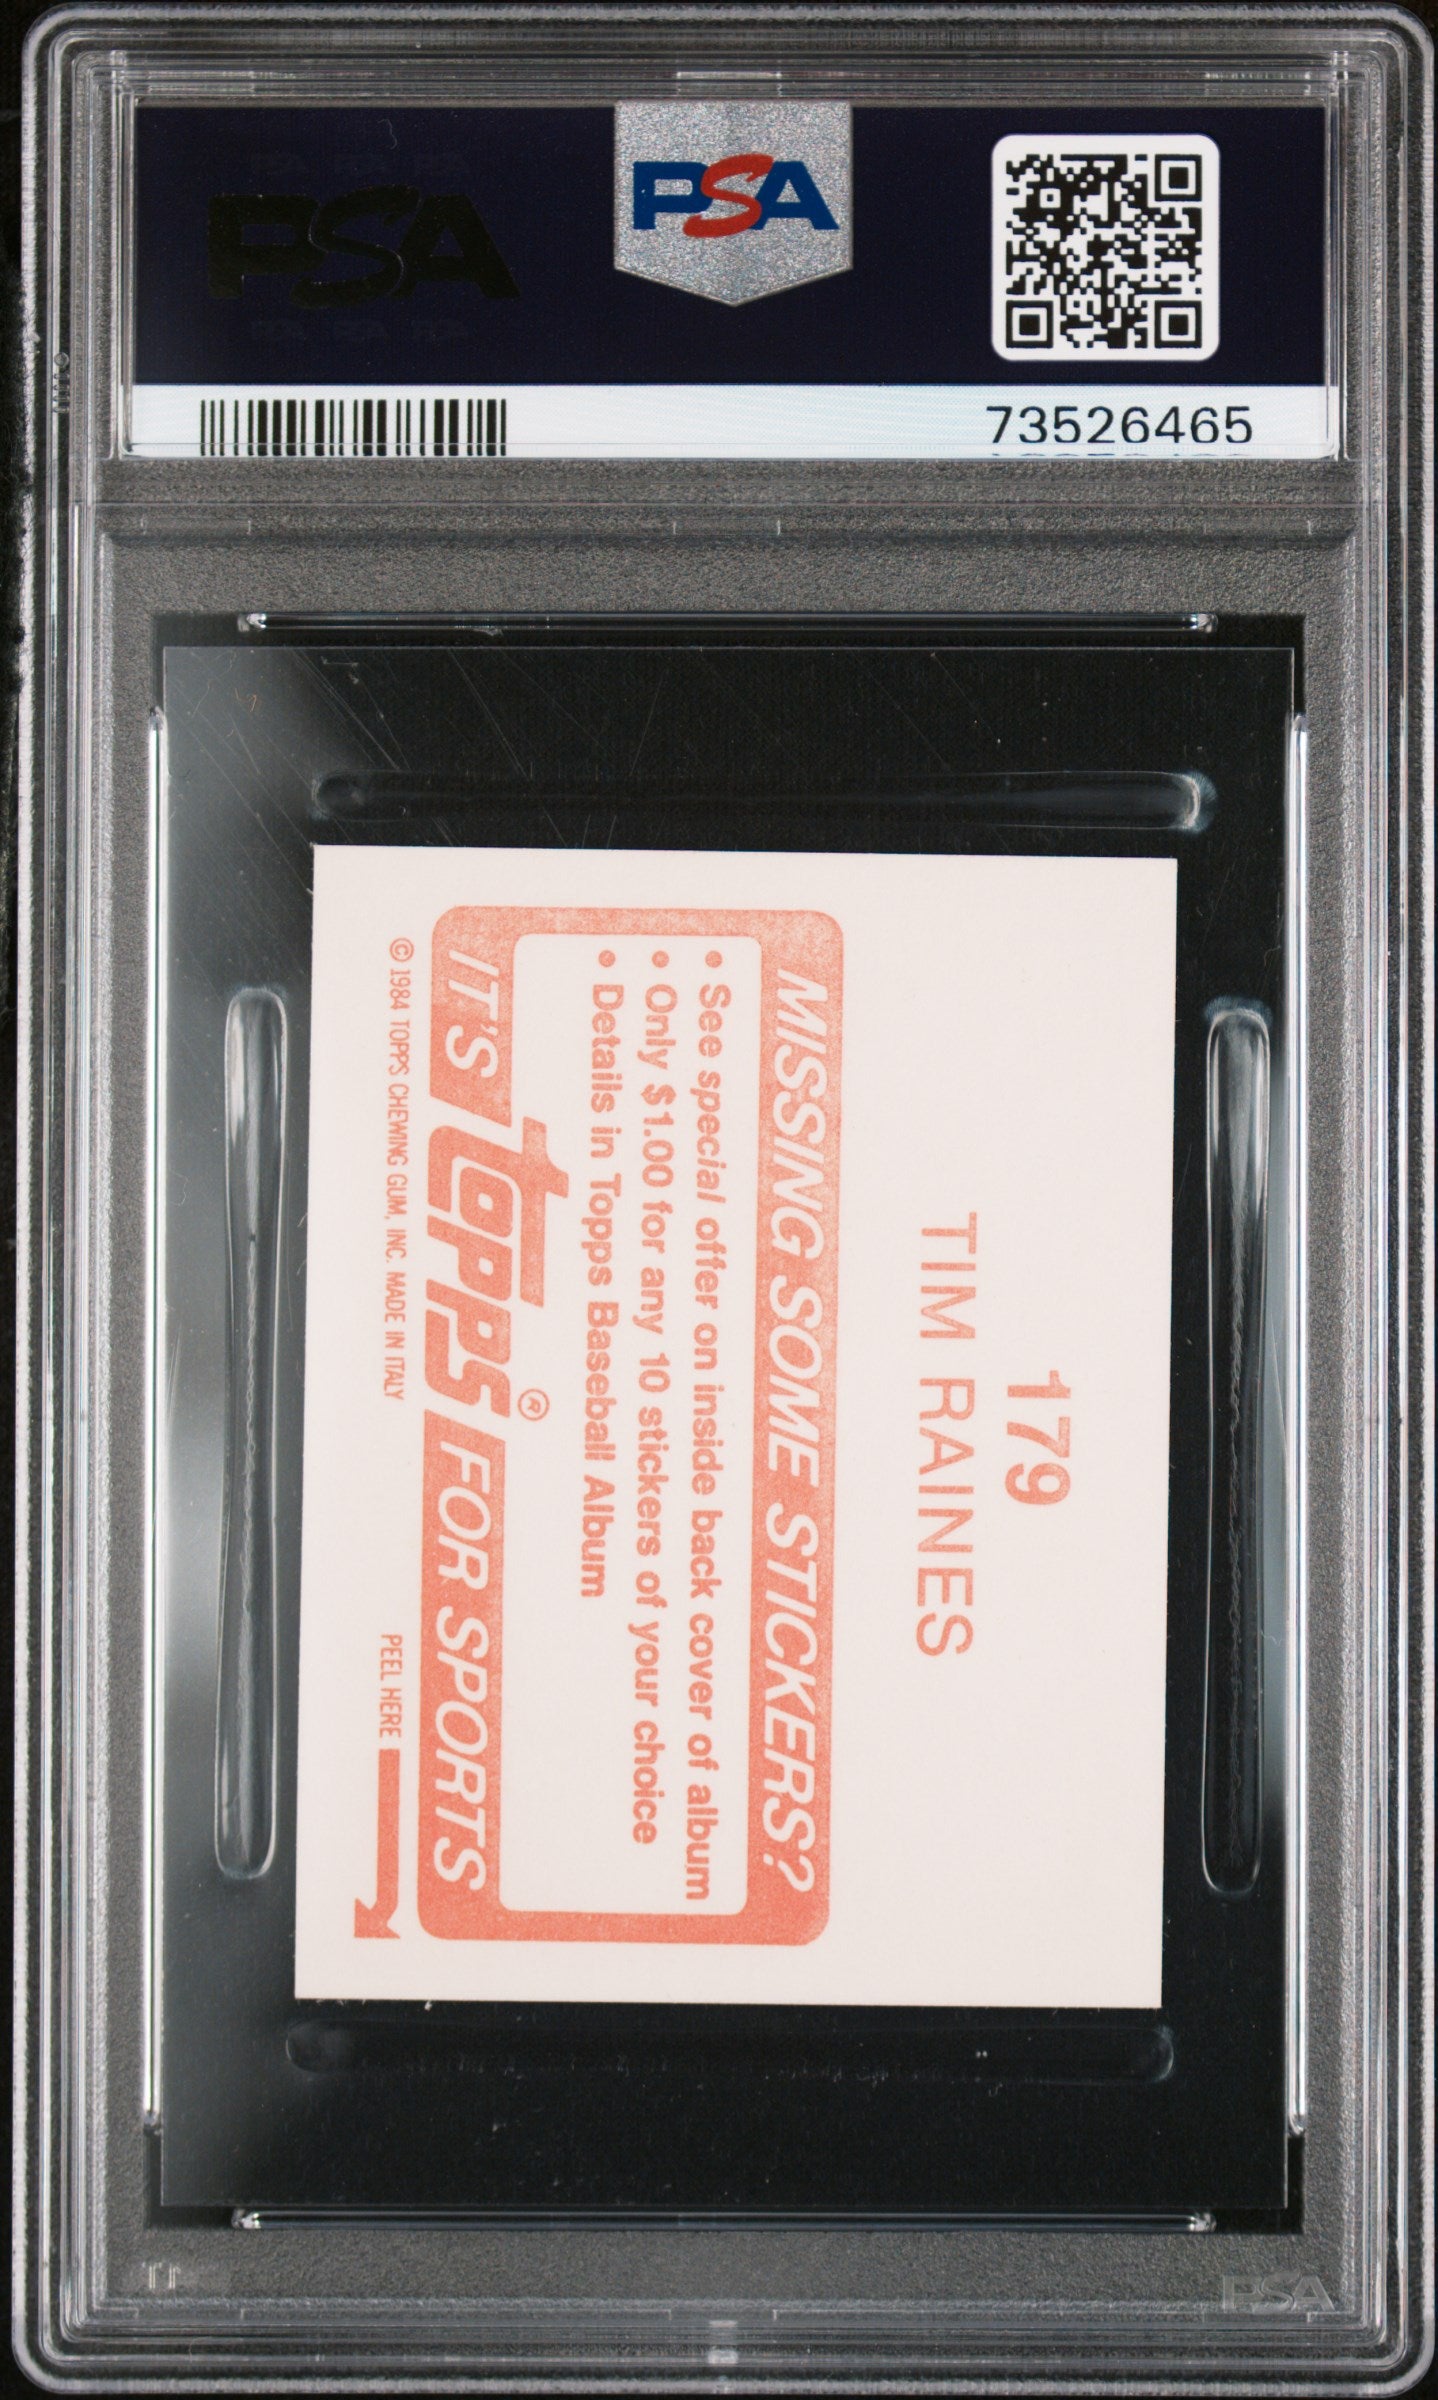 PSA
PSA
73526465
179
TIM RAINES
MISSING SOME STICKERS?
• See special offer on inside back cover of album
• Only $1.00 for any 10 stickers of your choice
• Details in Topps Baseball Album
IT'S Topps® FOR SPORTS
© 1984 TOPPS CHEWING GUM, INC. MADE IN ITALY
PEEL HERE
PSA